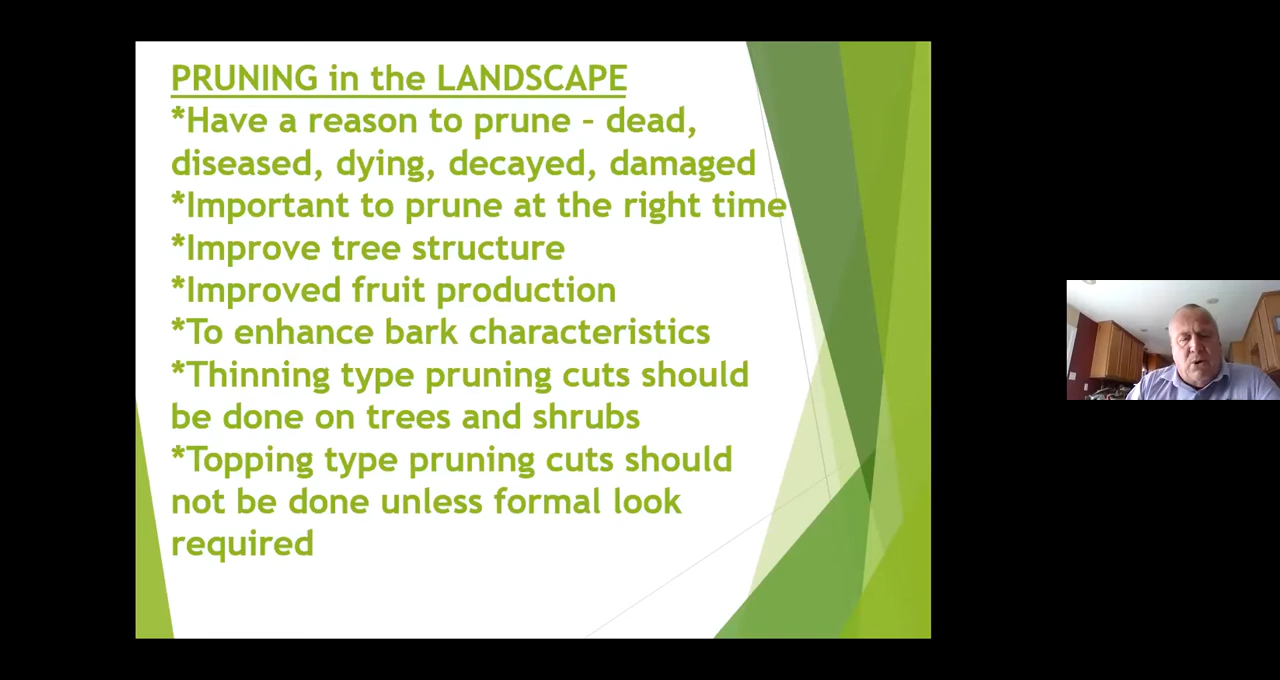 PRUNING in the LANDSCAPE
*Have a reason to prune – dead,
diseased, dying, decayed, damaged
*Important to prune at the right time
*Improve tree structure
*Improved fruit production
*To enhance bark characteristics
*Thinning type pruning cuts should
be done on trees and shrubs
*Topping type pruning cuts should
not be done unless formal look
required